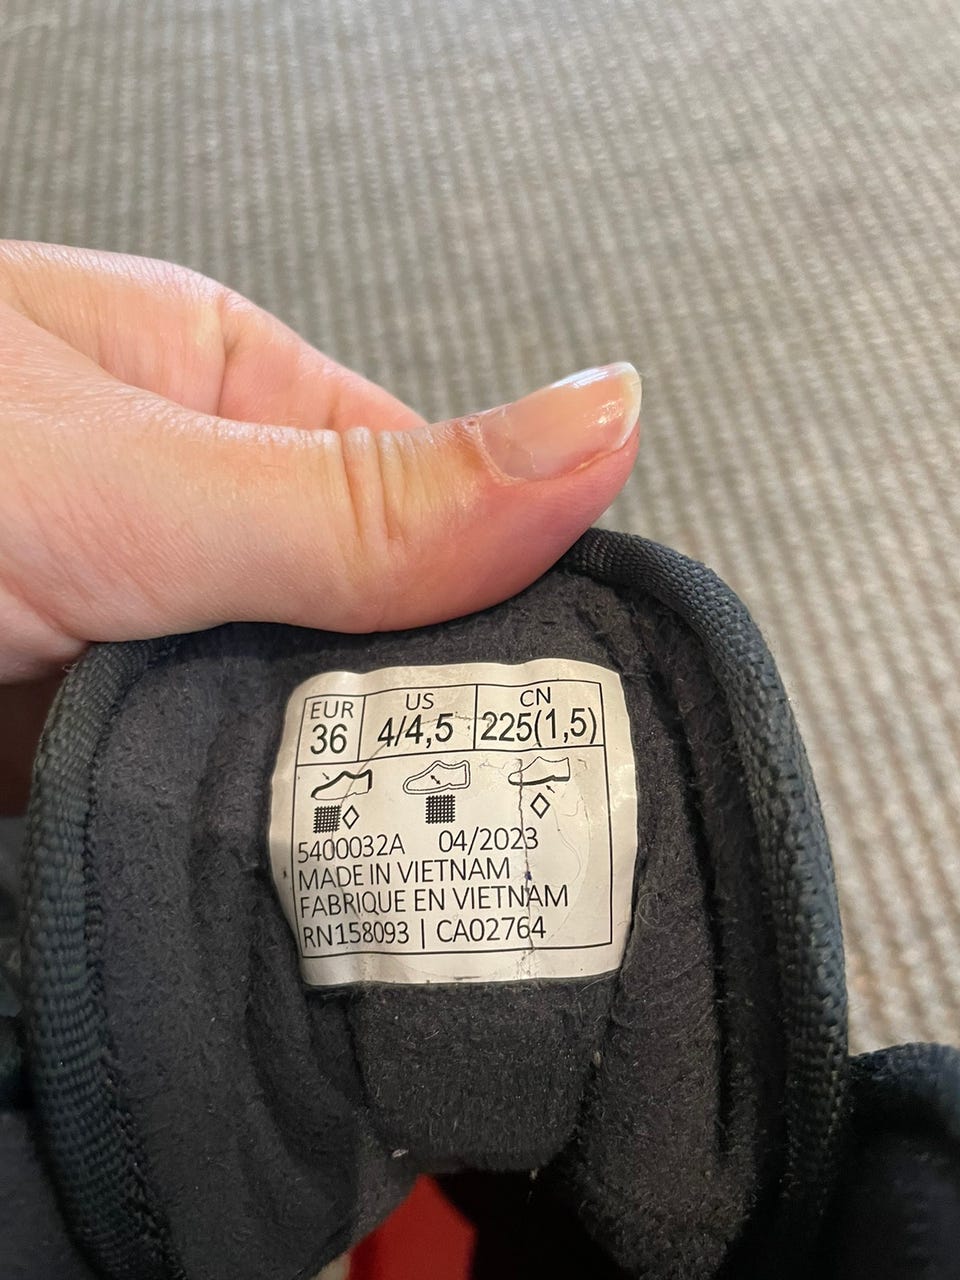 EUR US CN
36 4/4,5 225(1,5)
5400032A 04/2023
MADE IN VIETNAM
FABRIQUE EN VIETNAM
RN158093 | CA02764